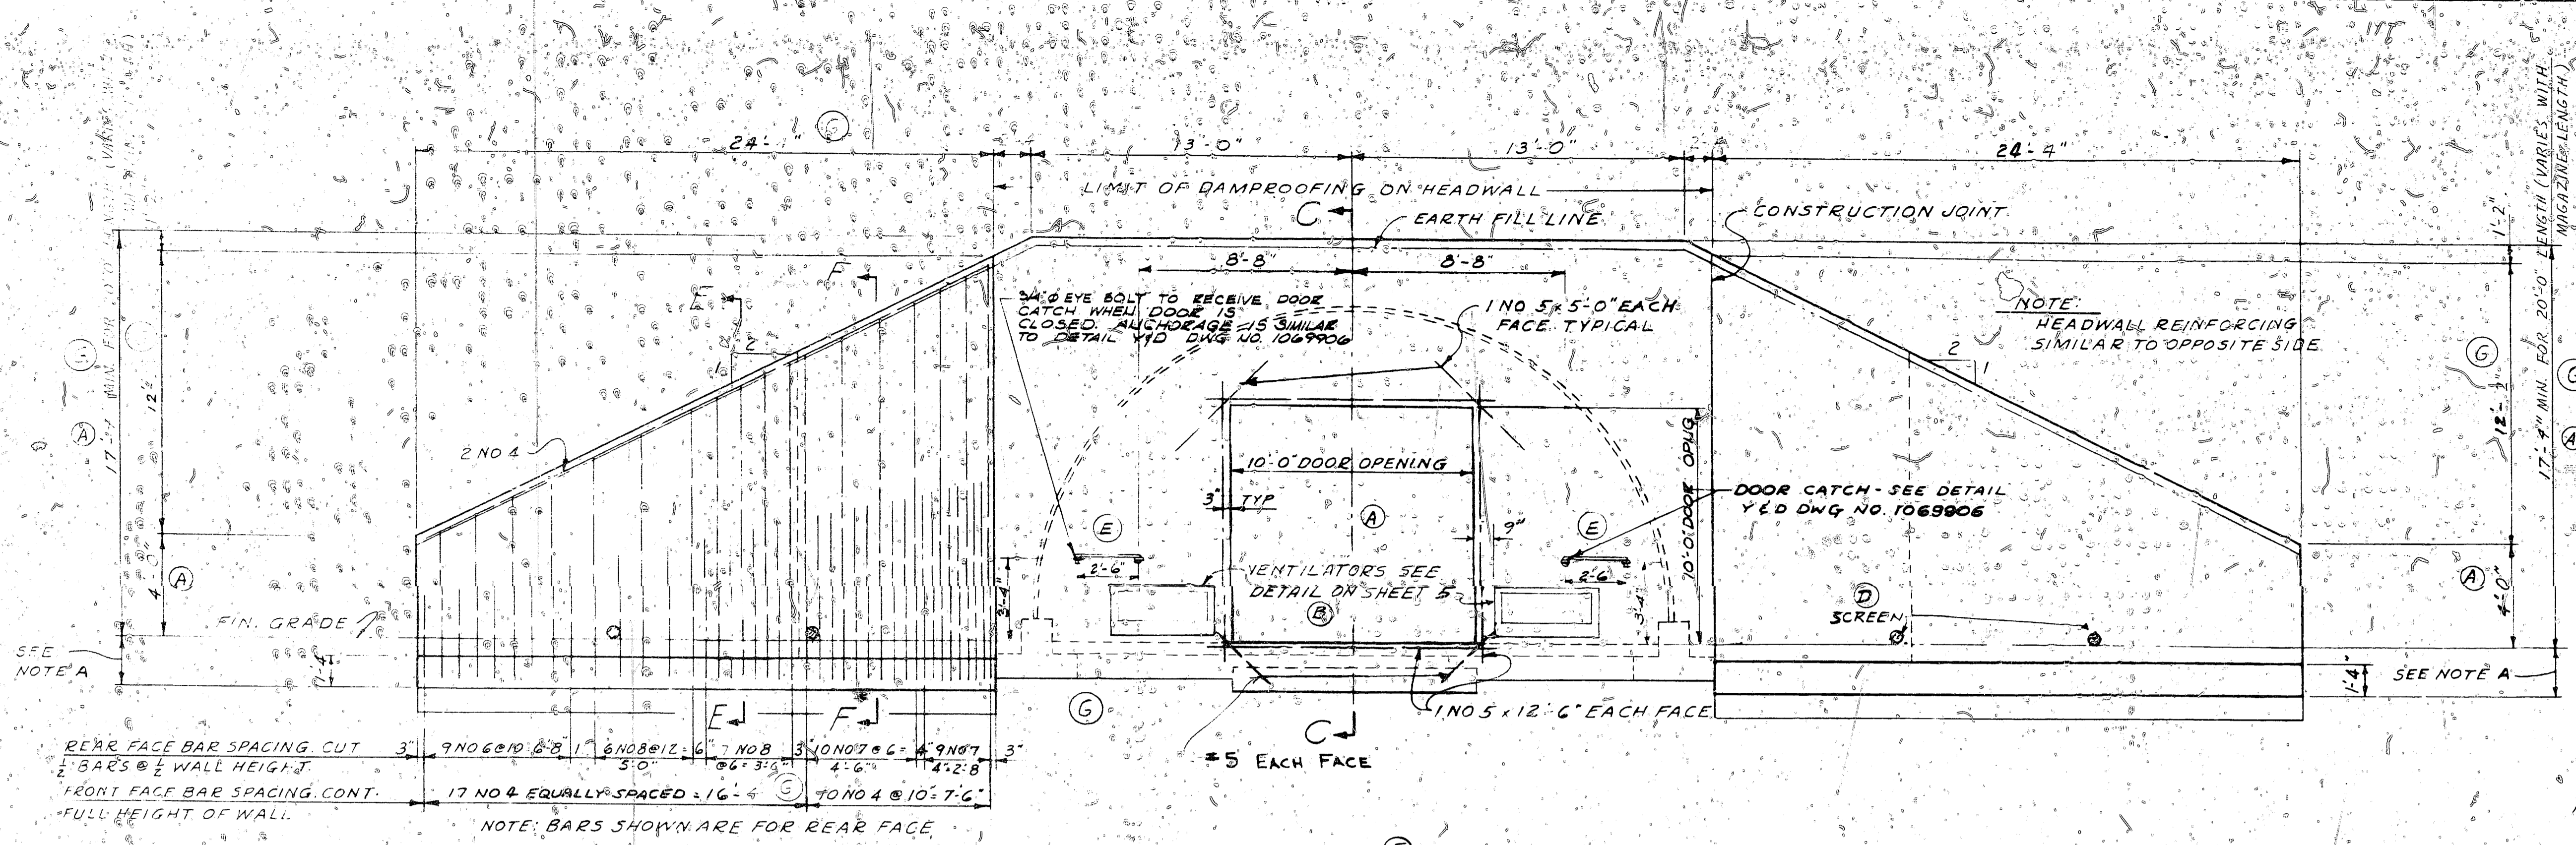 24'-
13'-0"
13'-0"
24'-4"
LIMIT OF DAMPROOFING ON HEADWALL
C
EARTH FILL LINE
CONSTRUCTION JOINT
8'-8"
8'-8"
3/4"Φ EYE BOLT TO RECEIVE DOOR
CATCH WHEN DOOR IS
CLOSED. ANCHORAGE IS SIMILAR
TO DETAIL Y&D DWG NO. 1069906
1 NO 5 x 5'-0" EACH
FACE TYPICAL
NOTE:
HEADWALL REINFORCING
SIMILAR TO OPPOSITE SIDE
17'-4" MIN. FOR 20'-0" LENGTH (VARIES WITH
MAGAZINE LENGTH)
1'-2"
12'-2"
4'-0"
G
A
A
E
F
2
1
2
1
2 NO 4
17'-4 MIN. FOR
12'-2
4'-0"
A
A
10'-0" DOOR OPENING
3" TYP
A
9"
10'-0" DOOR OPNG
DOOR CATCH - SEE DETAIL
Y&D DWG NO. 1069906
E
E
2'-6"
2'-6"
3'-4"
3'-4"
VENTILATORS SEE
DETAIL ON SHEET 5
B
D
SCREEN
FIN. GRADE
SEE
NOTE A
1'-4
1'-4"
SEE NOTE A
E
F
G
C
1 NO 5 x 12'-6" EACH FACE
#5 EACH FACE
REAR FACE BAR SPACING. CUT
1/2 BARS @ 1/2 WALL HEIGHT.
3" 9 NO 6 @ 10 6'-8" 1' 6 NO 8 @ 12 = 6" 7 NO 8 3" 10 NO 7 @ 6 = 4" 9 NO 7 3"
5'-0" @ 6 = 3'-0" 4'-6" 4 = 2'-8
FRONT FACE BAR SPACING. CONT.
FULL HEIGHT OF WALL.
17 NO 4 EQUALLY SPACED = 16'- G 10 NO 4 @ 10 = 7'-6"
NOTE: BARS SHOWN ARE FOR REAR FACE